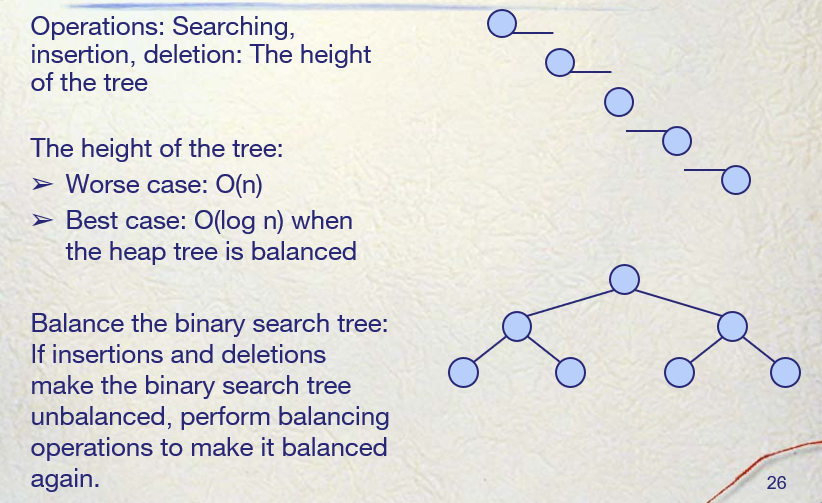 Operations: Searching,
insertion, deletion: The height
of the tree
The height of the tree:
➢ Worse case: O(n)
➢ Best case: O(log n) when
the heap tree is balanced
Balance the binary search tree:
If insertions and deletions
make the binary search tree
unbalanced, perform balancing
operations to make it balanced
again.
26